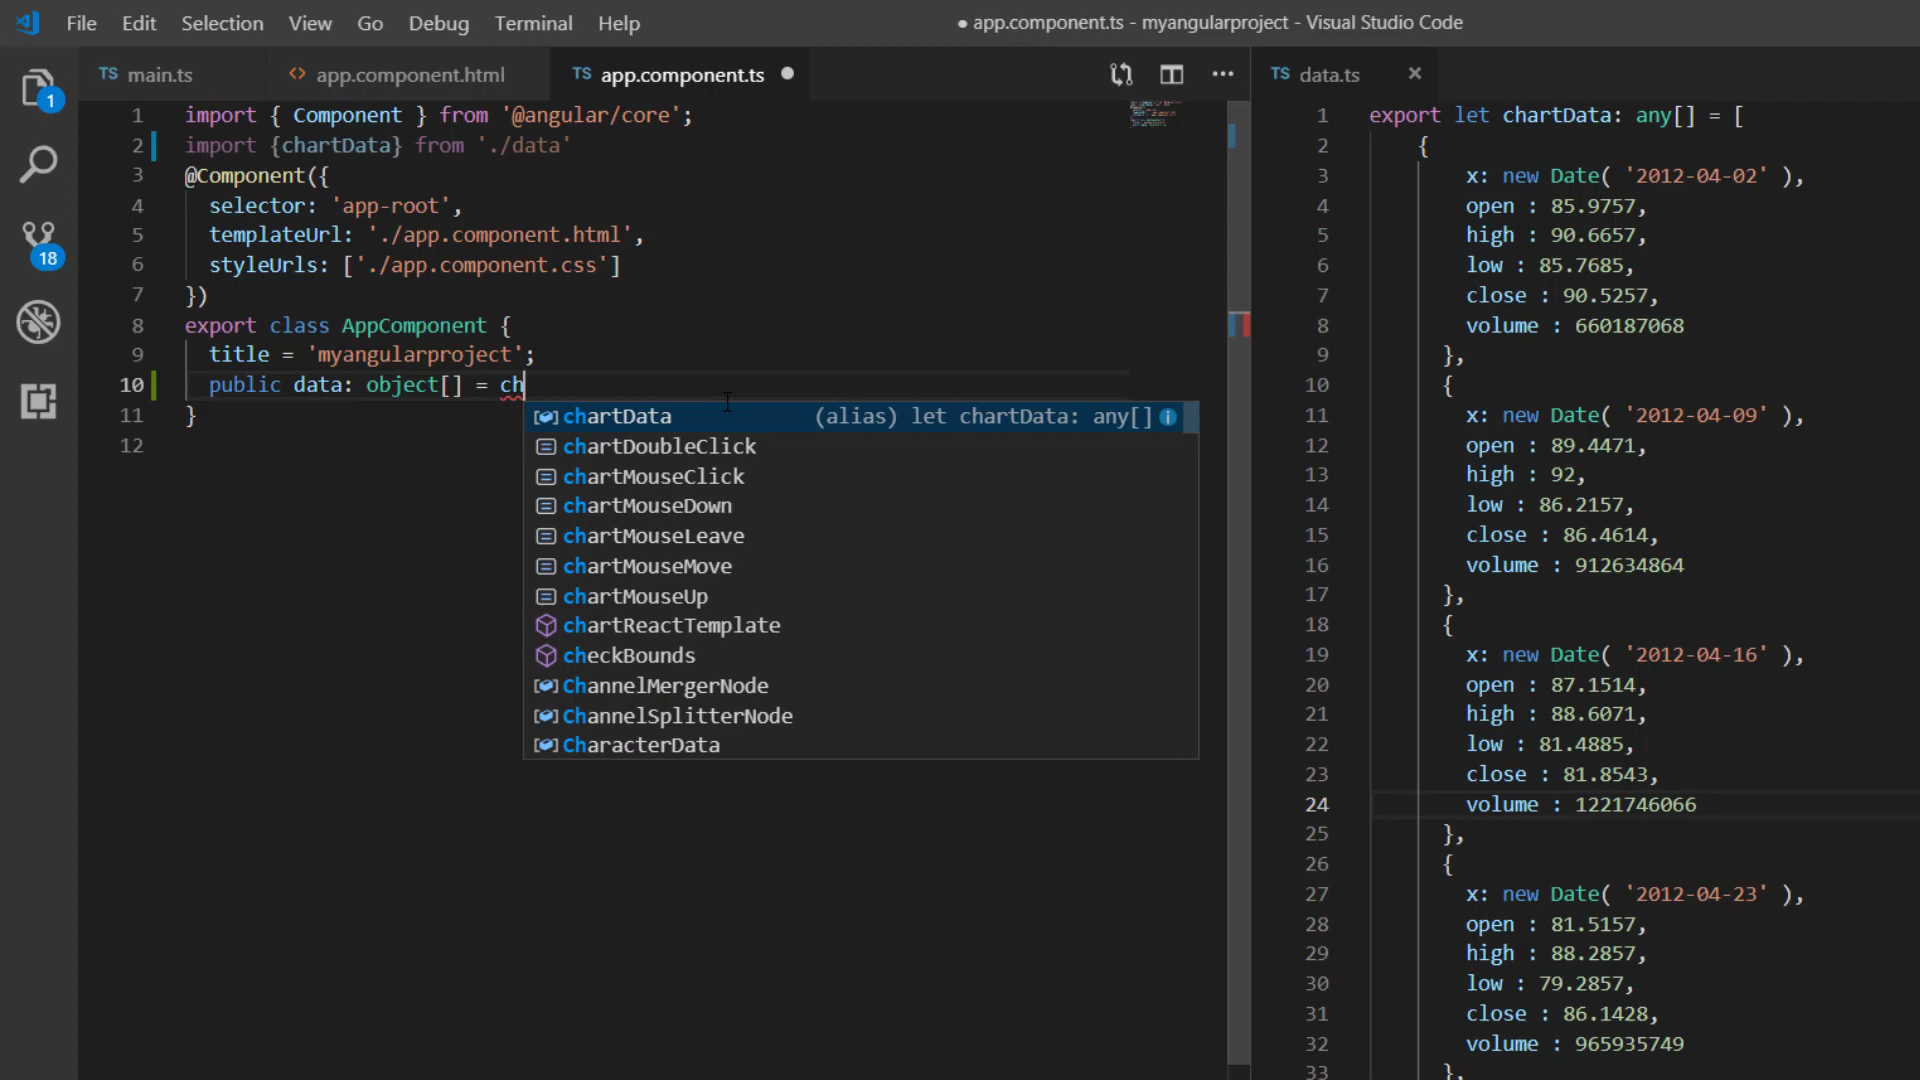 File Edit Selection View Go Debug Terminal Help
● app.component.ts - myangularproject - Visual Studio Code
1
18
TS main.ts
<> app.component.html
TS app.component.ts ●
1 import { Component } from '@angular/core';
2 import {chartData} from './data'
3 @Component({
4 selector: 'app-root',
5 templateUrl: './app.component.html',
6 styleUrls: ['./app.component.css']
7 })
8 export class AppComponent {
9 title = 'myangularproject';
10 public data: object[] = ch
11 }
12
chartData (alias) let chartData: any[]
chartDoubleClick
chartMouseClick
chartMouseDown
chartMouseLeave
chartMouseMove
chartMouseUp
chartReactTemplate
checkBounds
ChannelMergerNode
ChannelSplitterNode
CharacterData
TS data.ts ×
1 export let chartData: any[] = [
2 {
3 x: new Date( '2012-04-02' ),
4 open : 85.9757,
5 high : 90.6657,
6 low : 85.7685,
7 close : 90.5257,
8 volume : 660187068
9 },
10 {
11 x: new Date( '2012-04-09' ),
12 open : 89.4471,
13 high : 92,
14 low : 86.2157,
15 close : 86.4614,
16 volume : 912634864
17 },
18 {
19 x: new Date( '2012-04-16' ),
20 open : 87.1514,
21 high : 88.6071,
22 low : 81.4885,
23 close : 81.8543,
24 volume : 1221746066
25 },
26 {
27 x: new Date( '2012-04-23' ),
28 open : 81.5157,
29 high : 88.2857,
30 low : 79.2857,
31 close : 86.1428,
32 volume : 965935749
33 },